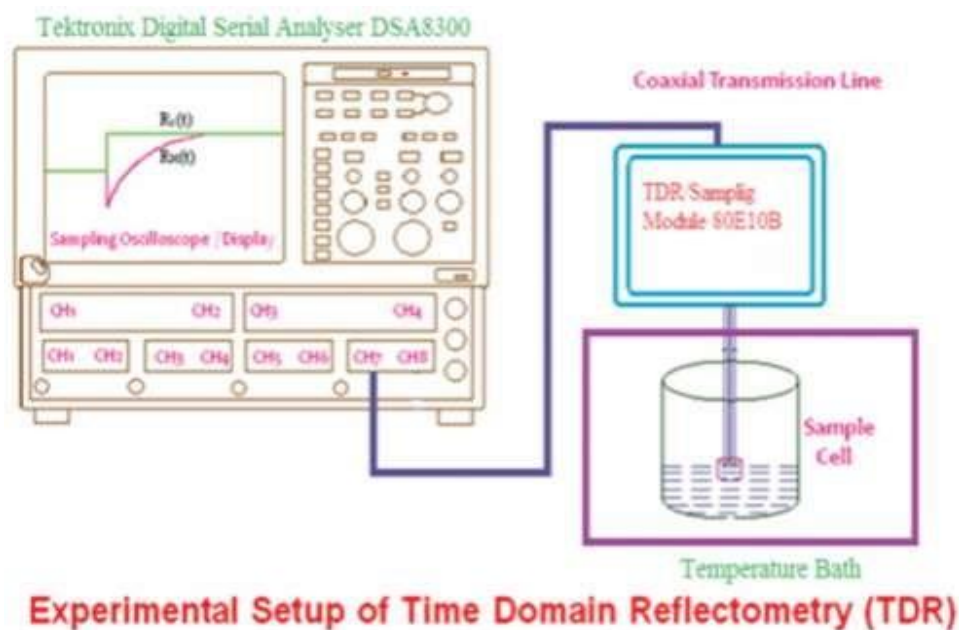 Tektronix Digital Serial Analyser DSA8300
Coaxial Transmission Line
R₁(t)
Rx(t)
Sampling Oscilloscope / Display
TDR Samplig
Module 80E10B
CH1 CH2 CH3 CH4
CH1 CH2 CH3 CH4 CH5 CH6 CH7 CH8
Sample
Cell
Temperature Bath
Experimental Setup of Time Domain Reflectometry (TDR)